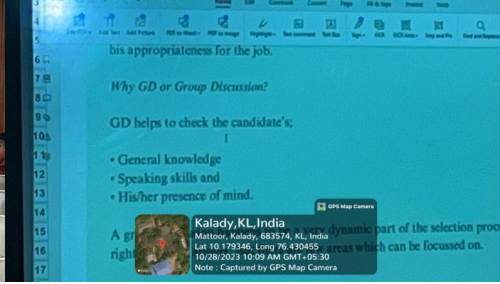 Home Edit Comment Convert Page Fill & Sign Protect Tools
Edit PDF Add Text Add Picture PDF to Word PDF to Image Highlight Text comment Text Box Sign OCR OCR Area Snip and Pin Find and Replace
his appropriateness for the job.
Why GD or Group Discussion?
GD helps to check the candidate's;
• General knowledge
• Speaking skills and
• His/her presence of mind.
GPS Map Camera
Kalady,KL,India
Mattoor, Kalady, 683574, KL, India
Lat 10.179346, Long 76.430455
10/28/2023 10:09 AM GMT+05:30
Note : Captured by GPS Map Camera
A gr
a very dynamic part of the selection proce
right
areas which can be focussed on.
3
5
6
7
8
9
10
11
12
13
14
15
16
17